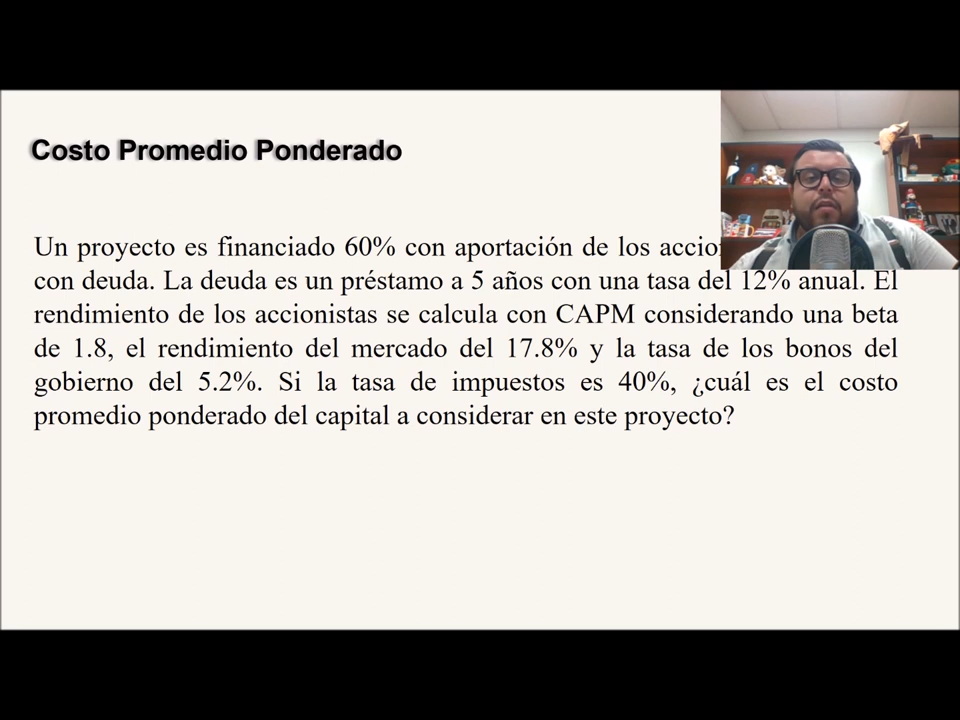 Costo Promedio Ponderado
Un proyecto es financiado 60% con aportación de los
con deuda. La deuda es un préstamo a 5 años con una tasa del 12% anual. El
rendimiento de los accionistas se calcula con CAPM considerando una beta
de 1.8, el rendimiento del mercado del 17.8% y la tasa de los bonos del
gobierno del 5.2%. Si la tasa de impuestos es 40%, ¿cuál es el costo
promedio ponderado del capital a considerar en este proyecto?